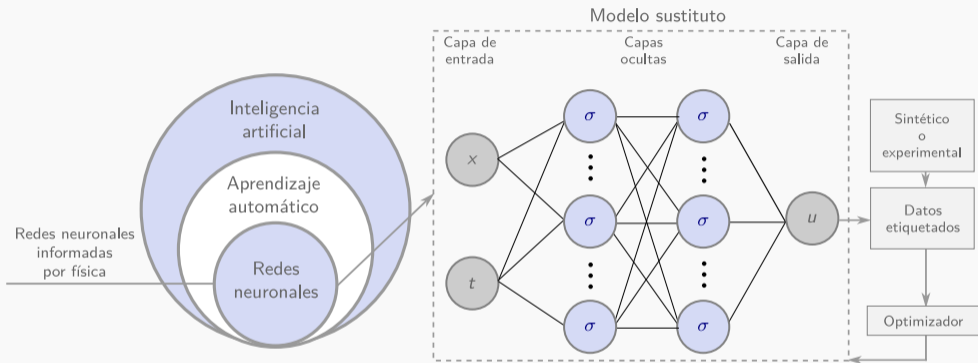 Modelo sustituto
Capa de
entrada
Capas
ocultas
Capa de
salida
Inteligencia
artificial
Aprendizaje
automático
Redes
neuronales
Redes neuronales
informadas
por física
x
t
σ
σ
σ
σ
σ
σ
u
Sintético
o
experimental
Datos
etiquetados
Optimizador